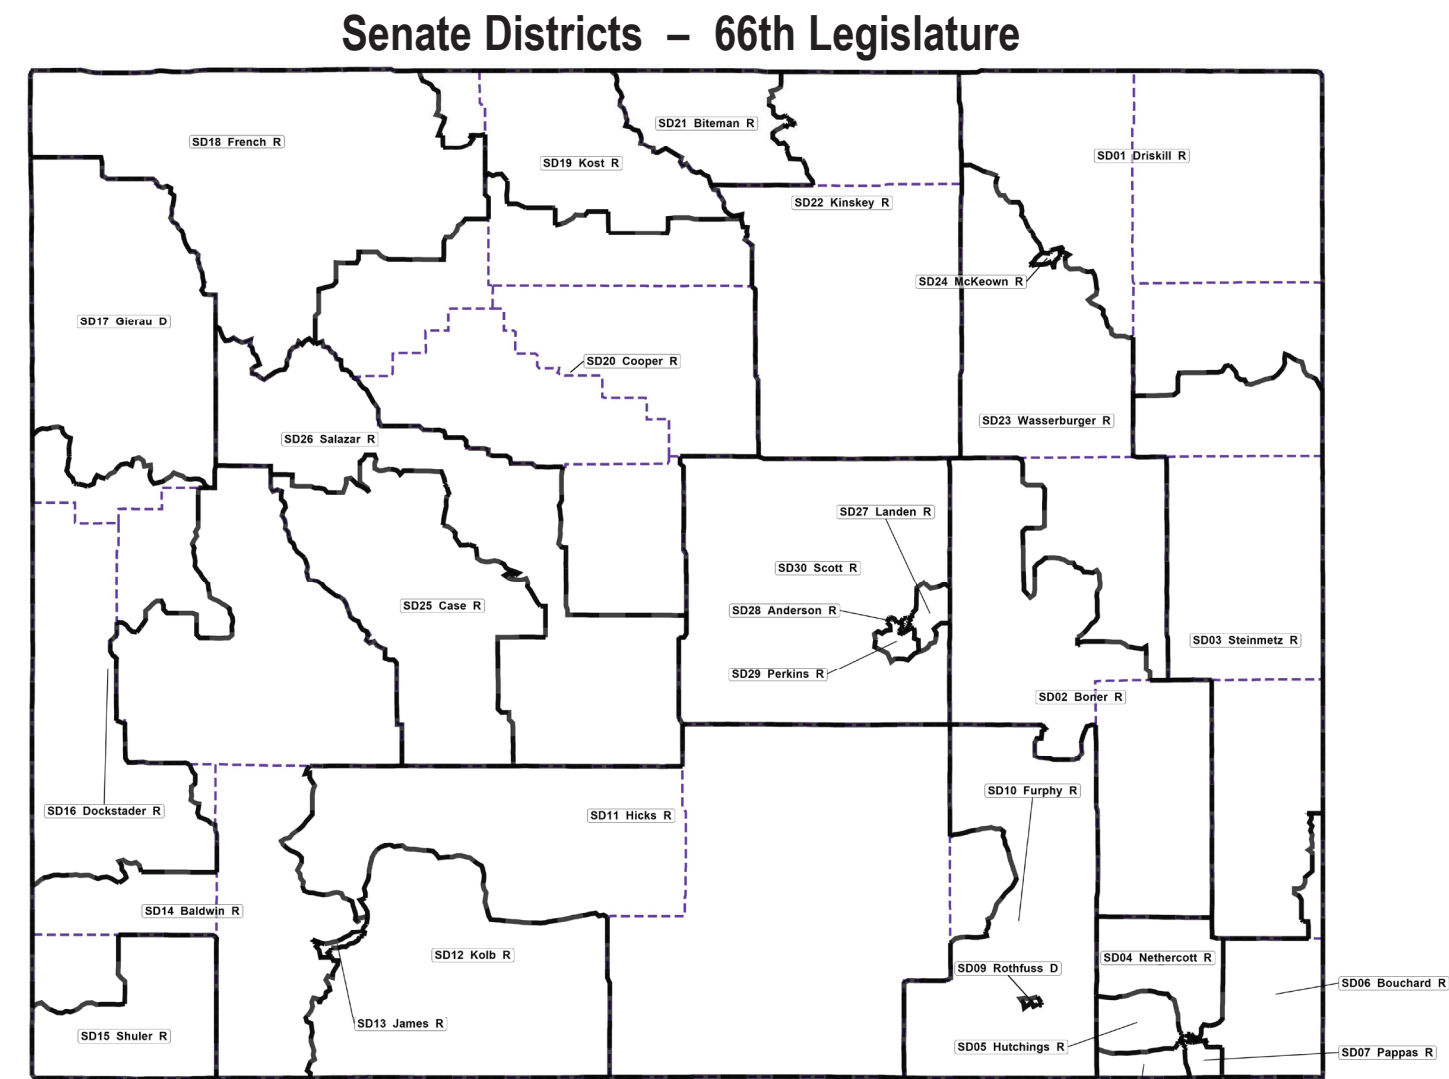 Senate Districts – 66th Legislature
SD21 Biteman R
SD18 French R
SD19 Kost R
SD01 Driskill R
SD22 Kinskey R
SD24 McKeown R
SD17 Gierau D
SD20 Cooper R
SD23 Wasserburger R
SD26 Salazar R
SD27 Landen R
SD30 Scott R
SD25 Case R
SD28 Anderson R
SD03 Steinmetz R
SD29 Perkins R
SD02 Boner R
SD10 Furphy R
SD16 Dockstader R
SD11 Hicks R
SD14 Baldwin R
SD12 Kolb R
SD04 Nethercott R
SD09 Rothfuss D
SD06 Bouchard R
SD13 James R
SD15 Shuler R
SD05 Hutchings R
SD07 Pappas R